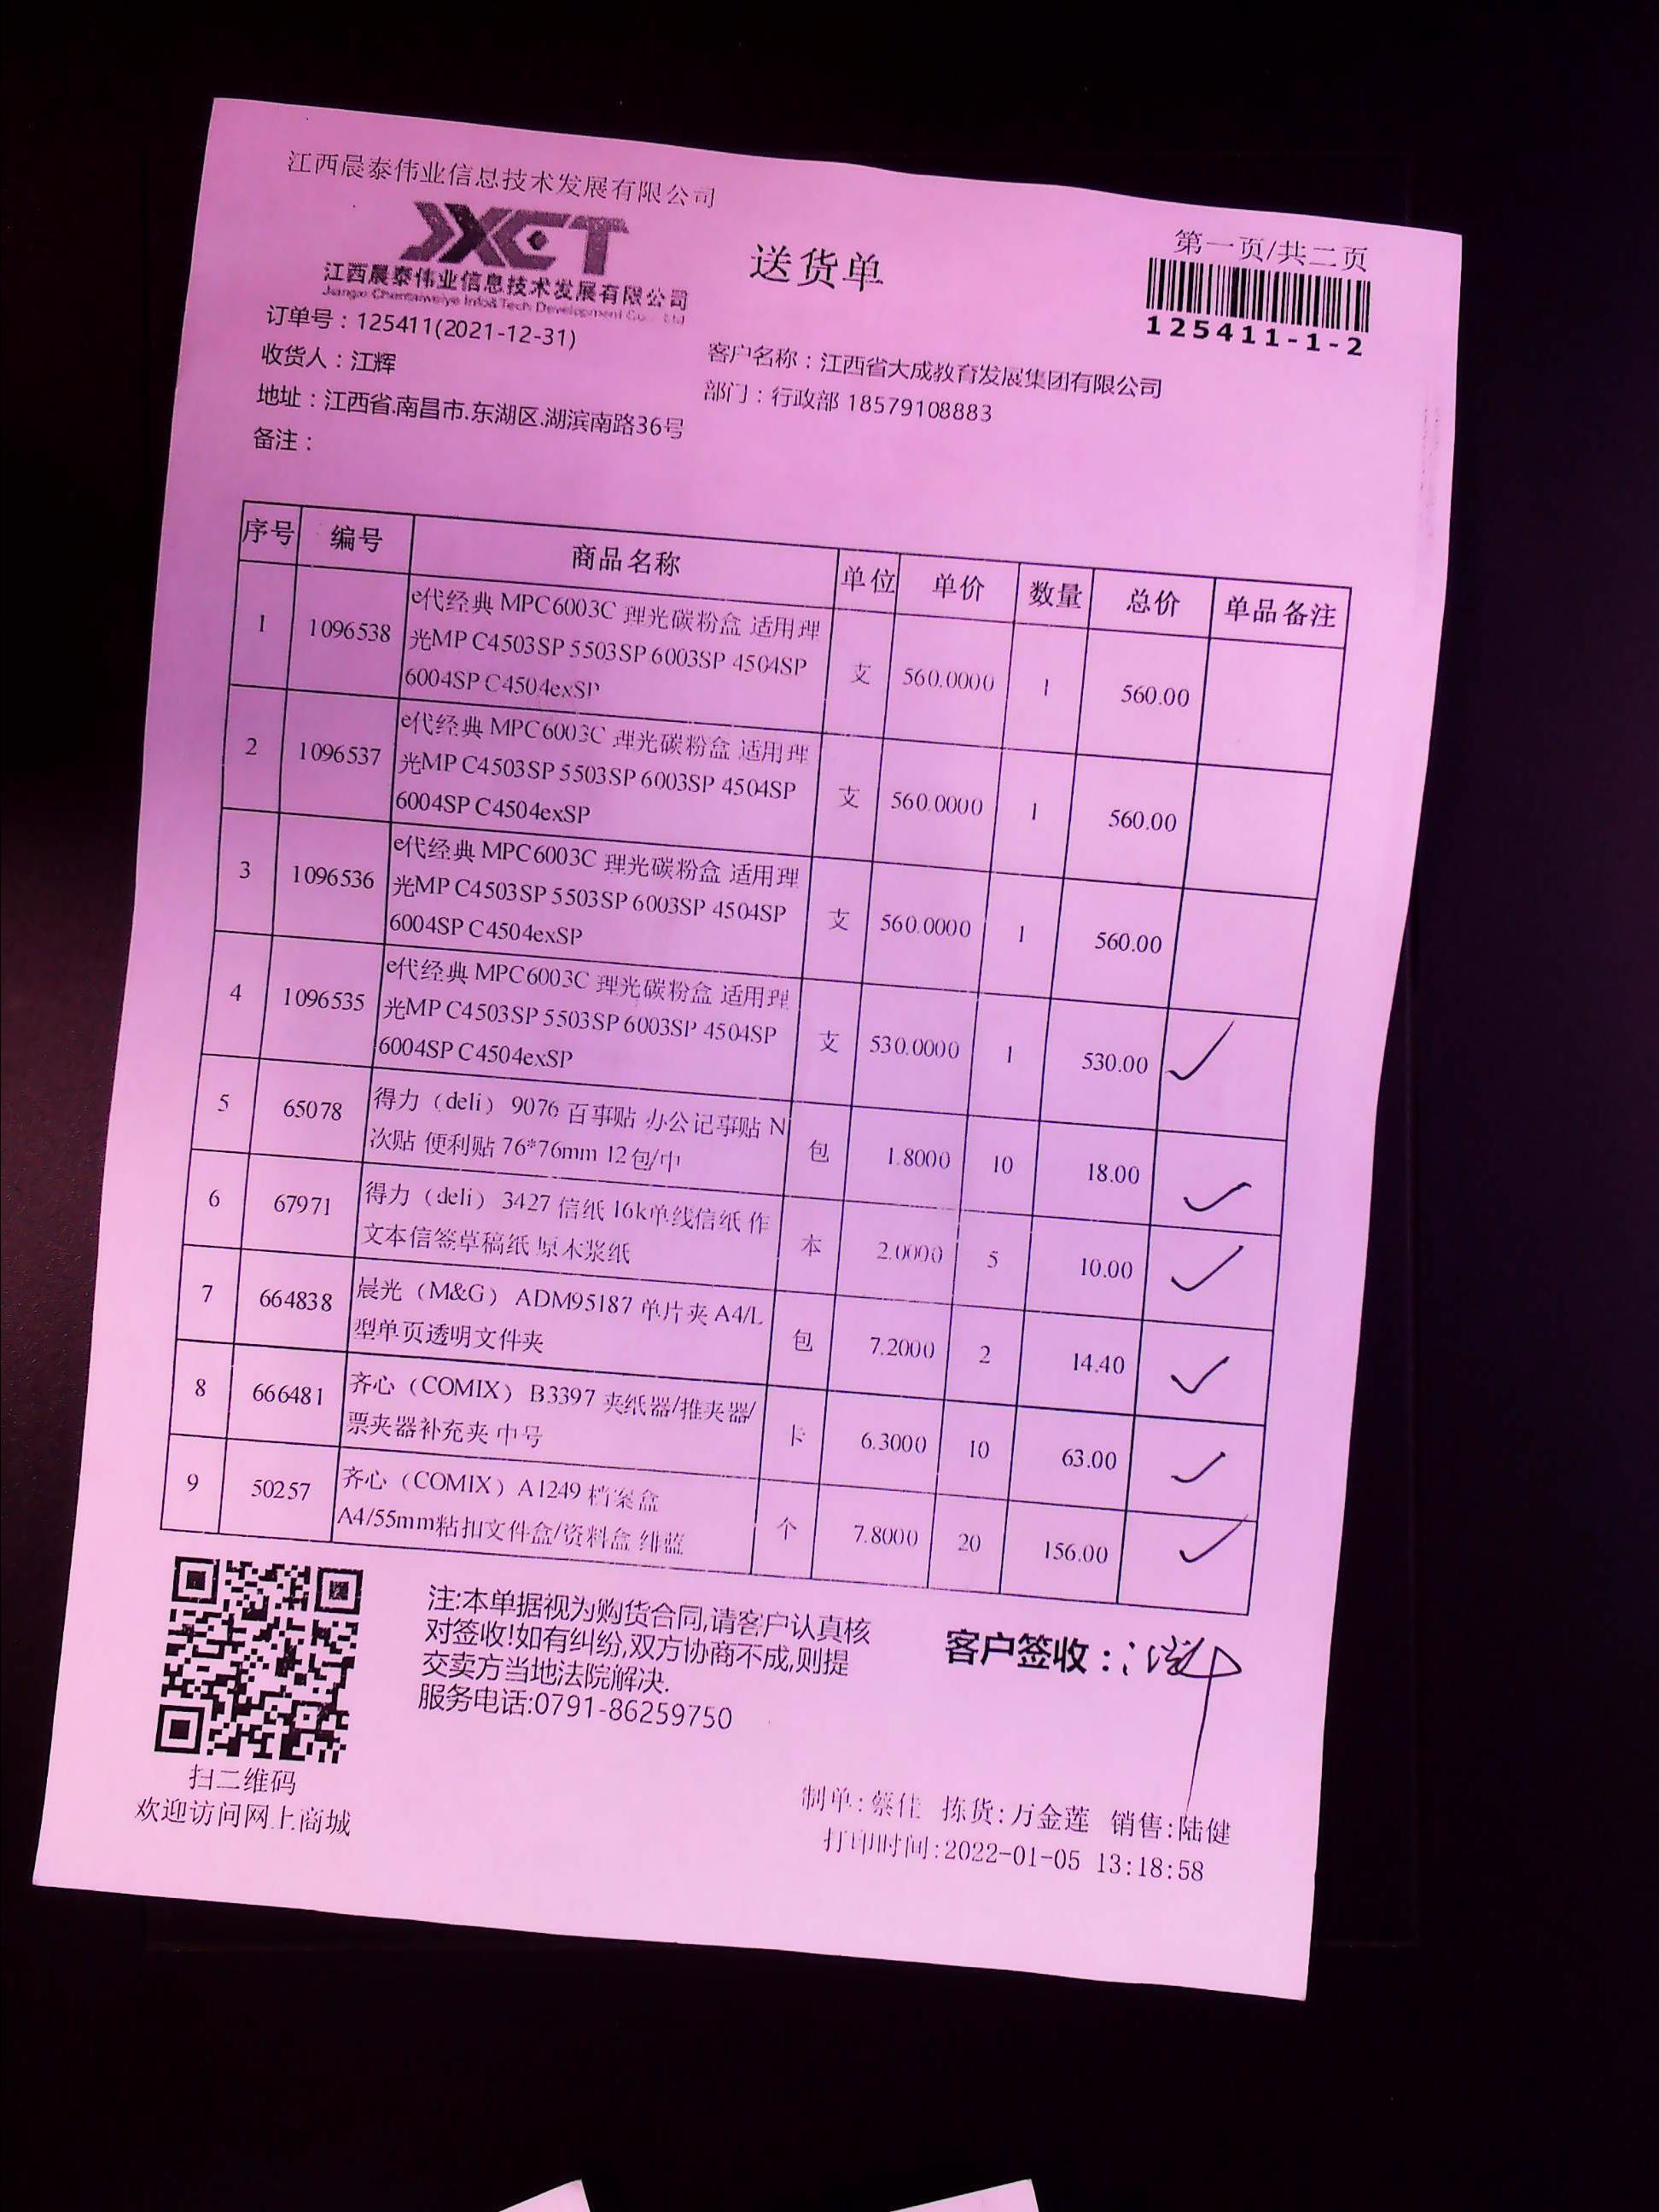 江西晨泰伟业信息技术发展有限公司
JXCT
江西晨泰伟业信息技术发展有限公司
Jiangxi Chentaiweiye Info&Tech Development Co., Ltd
送货单
第一页/共二页
125411-1-2
订单号：125411(2021-12-31)
收货人：江辉
客户名称：江西省大成教育发展集团有限公司
地址：江西省.南昌市.东湖区.湖滨南路36号
部门：行政部 18579108883
备注：
序号 编号 商品名称 单位 单价 数量 总价 单品备注
1 1096538 e代经典 MPC6003C 理光碳粉盒 适用理
光MP C4503SP 5503SP 6003SP 4504SP
6004SP C4504exSP 支 560.0000 1 560.00
2 1096537 e代经典 MPC6003C 理光碳粉盒 适用理
光MP C4503SP 5503SP 6003SP 4504SP
6004SP C4504exSP 支 560.0000 1 560.00
3 1096536 e代经典 MPC6003C 理光碳粉盒 适用理
光MP C4503SP 5503SP 6003SP 4504SP
6004SP C4504exSP 支 560.0000 1 560.00
4 1096535 e代经典 MPC6003C 理光碳粉盒 适用理
光MP C4503SP 5503SP 6003SP 4504SP
6004SP C4504exSP 支 530.0000 1 530.00 ✓
5 65078 得力（deli）9076 百事贴 办公记事贴 N
次贴 便利贴 76*76mm 12包/中 包 1.8000 10 18.00 ✓
6 67971 得力（deli）3427 信纸 16k单线信纸 作
文本信签草稿纸 原木浆纸 本 2.0000 5 10.00 ✓
7 664838 晨光（M&G）ADM95187 单片夹 A4/L
型单页透明文件夹 包 7.2000 2 14.40 ✓
8 666481 齐心（COMIX）B3397 夹纸器/推夹器/
票夹器补充夹 中号 卡 6.3000 10 63.00 ✓
9 50257 齐心（COMIX）A1249 档案盒
A4/55mm粘扣文件盒/资料盒 绯蓝 个 7.8000 20 156.00 ✓
注:本单据视为购货合同,请客户认真核
对签收!如有纠纷,双方协商不成,则提
交卖方当地法院解决.
服务电话:0791-86259750
客户签收：
扫二维码
欢迎访问网上商城
制单:蔡佳 拣货:万金莲 销售:陆健
打印时间:2022-01-05 13:18:58